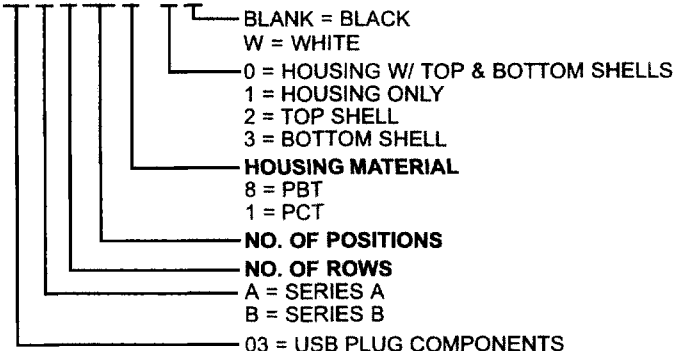 BLANK = BLACK
W = WHITE
0 = HOUSING W/ TOP & BOTTOM SHELLS
1 = HOUSING ONLY
2 = TOP SHELL
3 = BOTTOM SHELL
HOUSING MATERIAL
8 = PBT
1 = PCT
NO. OF POSITIONS
NO. OF ROWS
A = SERIES A
B = SERIES B
03 = USB PLUG COMPONENTS